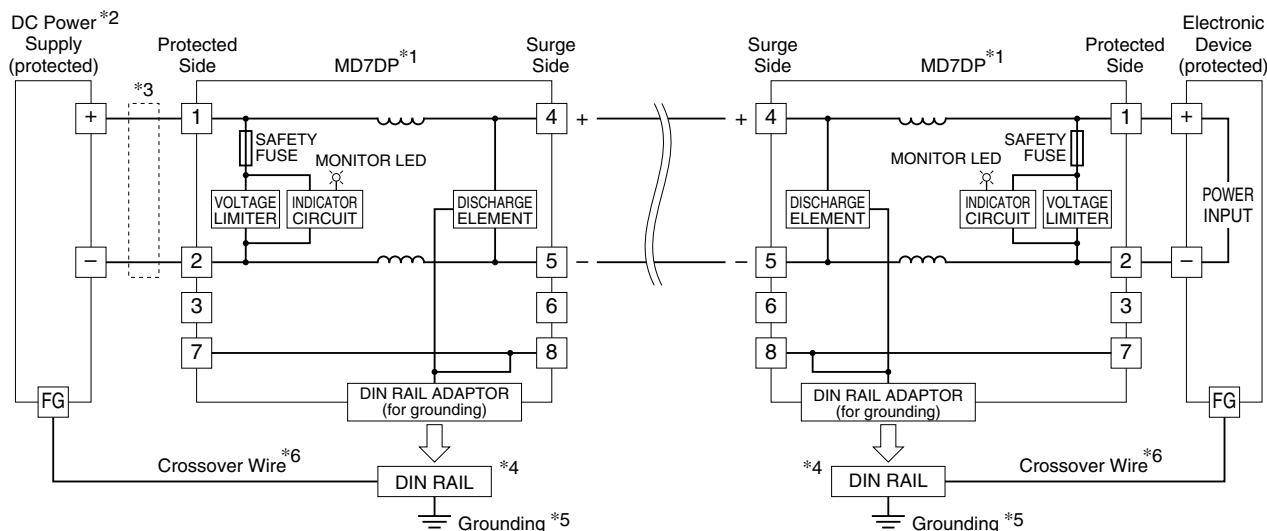 DC Power *2
Supply
(protected)
Protected
Side
MD7DP*1
Surge
Side
Surge
Side
MD7DP*1
Protected
Side
Electronic
Device
(protected)
*3
+
1
4
+
+
4
1
+
SAFETY
FUSE
MONITOR LED
VOLTAGE
LIMITER
INDICATOR
CIRCUIT
DISCHARGE
ELEMENT
DISCHARGE
ELEMENT
MONITOR LED
SAFETY
FUSE
INDICATOR
CIRCUIT
VOLTAGE
LIMITER
POWER
INPUT
−
2
5
−
−
5
2
−
3
6
6
3
7
8
8
7
DIN RAIL ADAPTOR
(for grounding)
DIN RAIL ADAPTOR
(for grounding)
FG
FG
Crossover Wire*6
DIN RAIL
*4
*4
DIN RAIL
Crossover Wire*6
Grounding *5
Grounding *5